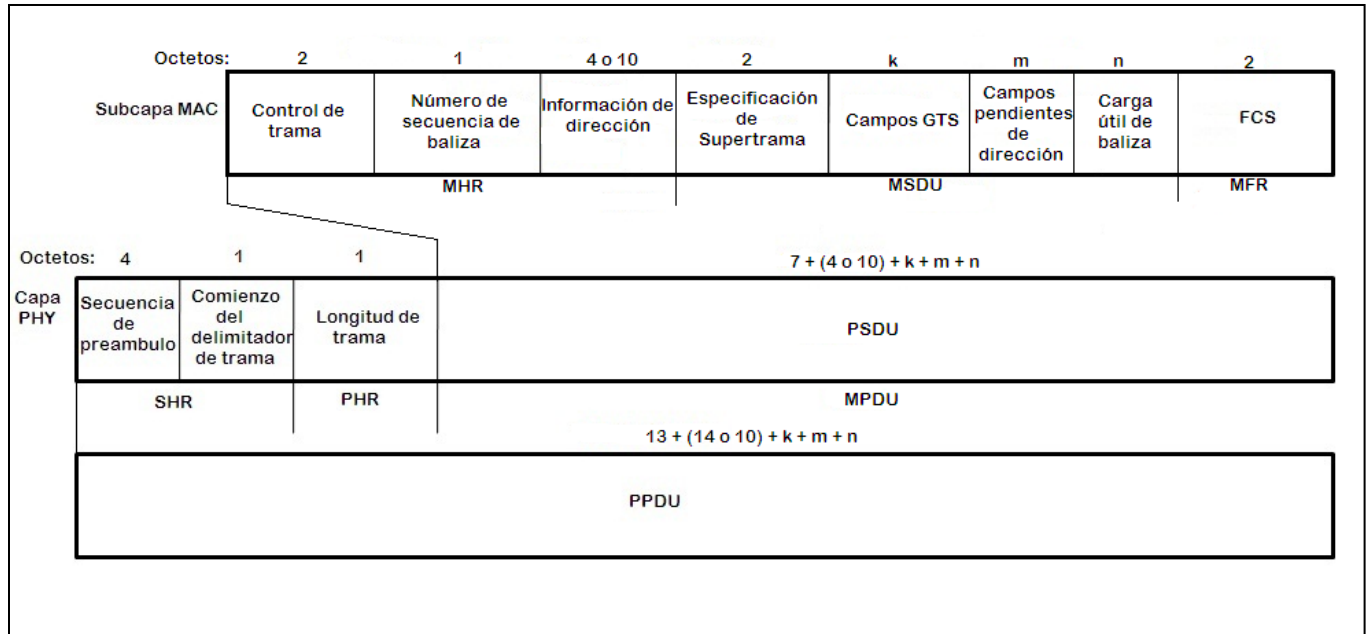 Octetos: 2 1 4 o 10 2 k m n 2
Subcapa MAC
Control de
trama
Número de
secuencia de
baliza
Información de
dirección
Especificación
de
Supertrama
Campos GTS
Campos
pendientes
de
dirección
Carga
útil de
baliza
FCS
MHR MSDU MFR
Octetos: 4 1 1 7 + (4 o 10) + k + m + n
Capa
PHY
Secuencia
de
preambulo
Comienzo
del
delimitador
de trama
Longitud de
trama
PSDU
SHR PHR MPDU
13 + (14 o 10) + k + m + n
PPDU